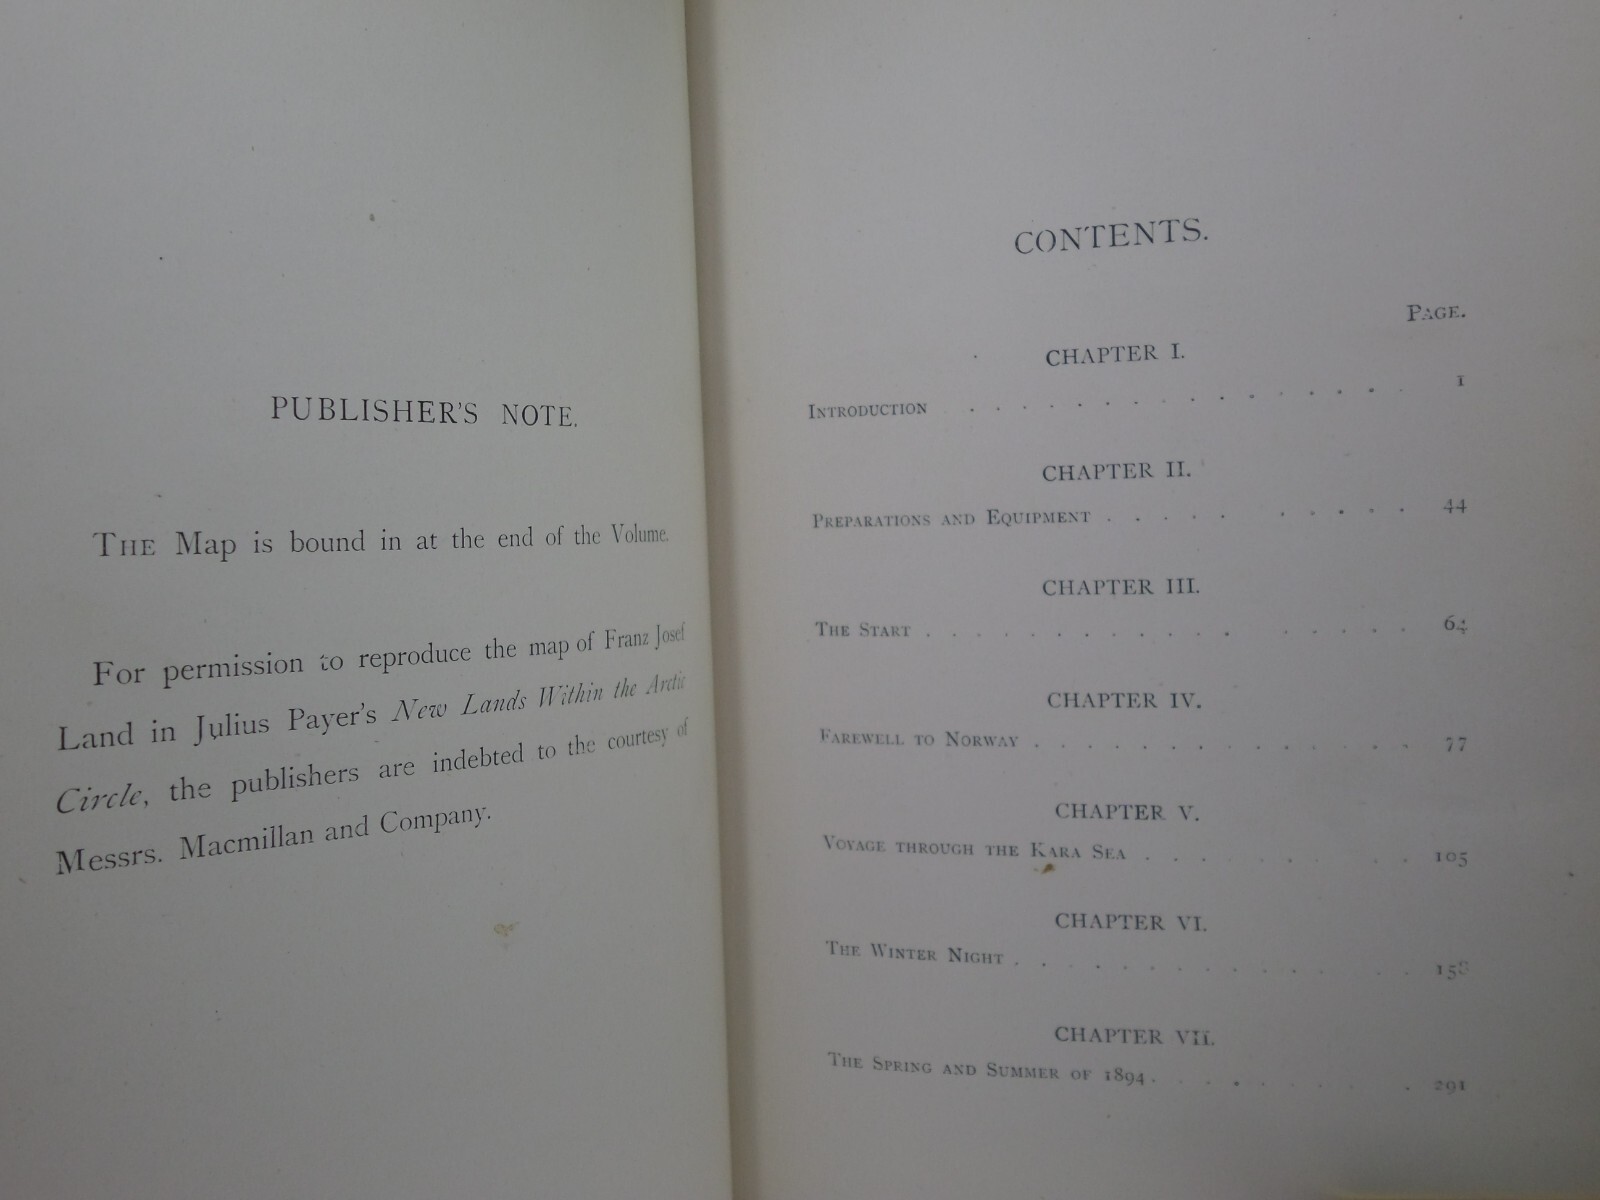 PUBLISHER'S NOTE.
THE Map is bound in at the end of the Volume.
For permission to reproduce the map of Franz Josef
Land in Julius Payer's New Lands Within the Arctic
Circle, the publishers are indebted to the courtesy of
Messrs. Macmillan and Company.
CONTENTS.
PAGE.
CHAPTER I.
INTRODUCTION . . . . . . . . . . . . . . . . 1
CHAPTER II.
PREPARATIONS AND EQUIPMENT . . . . . . . . . . 44
CHAPTER III.
THE START . . . . . . . . . . . . . . . . 64
CHAPTER IV.
FAREWELL TO NORWAY . . . . . . . . . . . . . . 77
CHAPTER V.
VOYAGE THROUGH THE KARA SEA . . . . . . . . . 105
CHAPTER VI.
THE WINTER NIGHT . . . . . . . . . . . . . . 158
CHAPTER VII.
THE SPRING AND SUMMER OF 1894 . . . . . . . . . 291